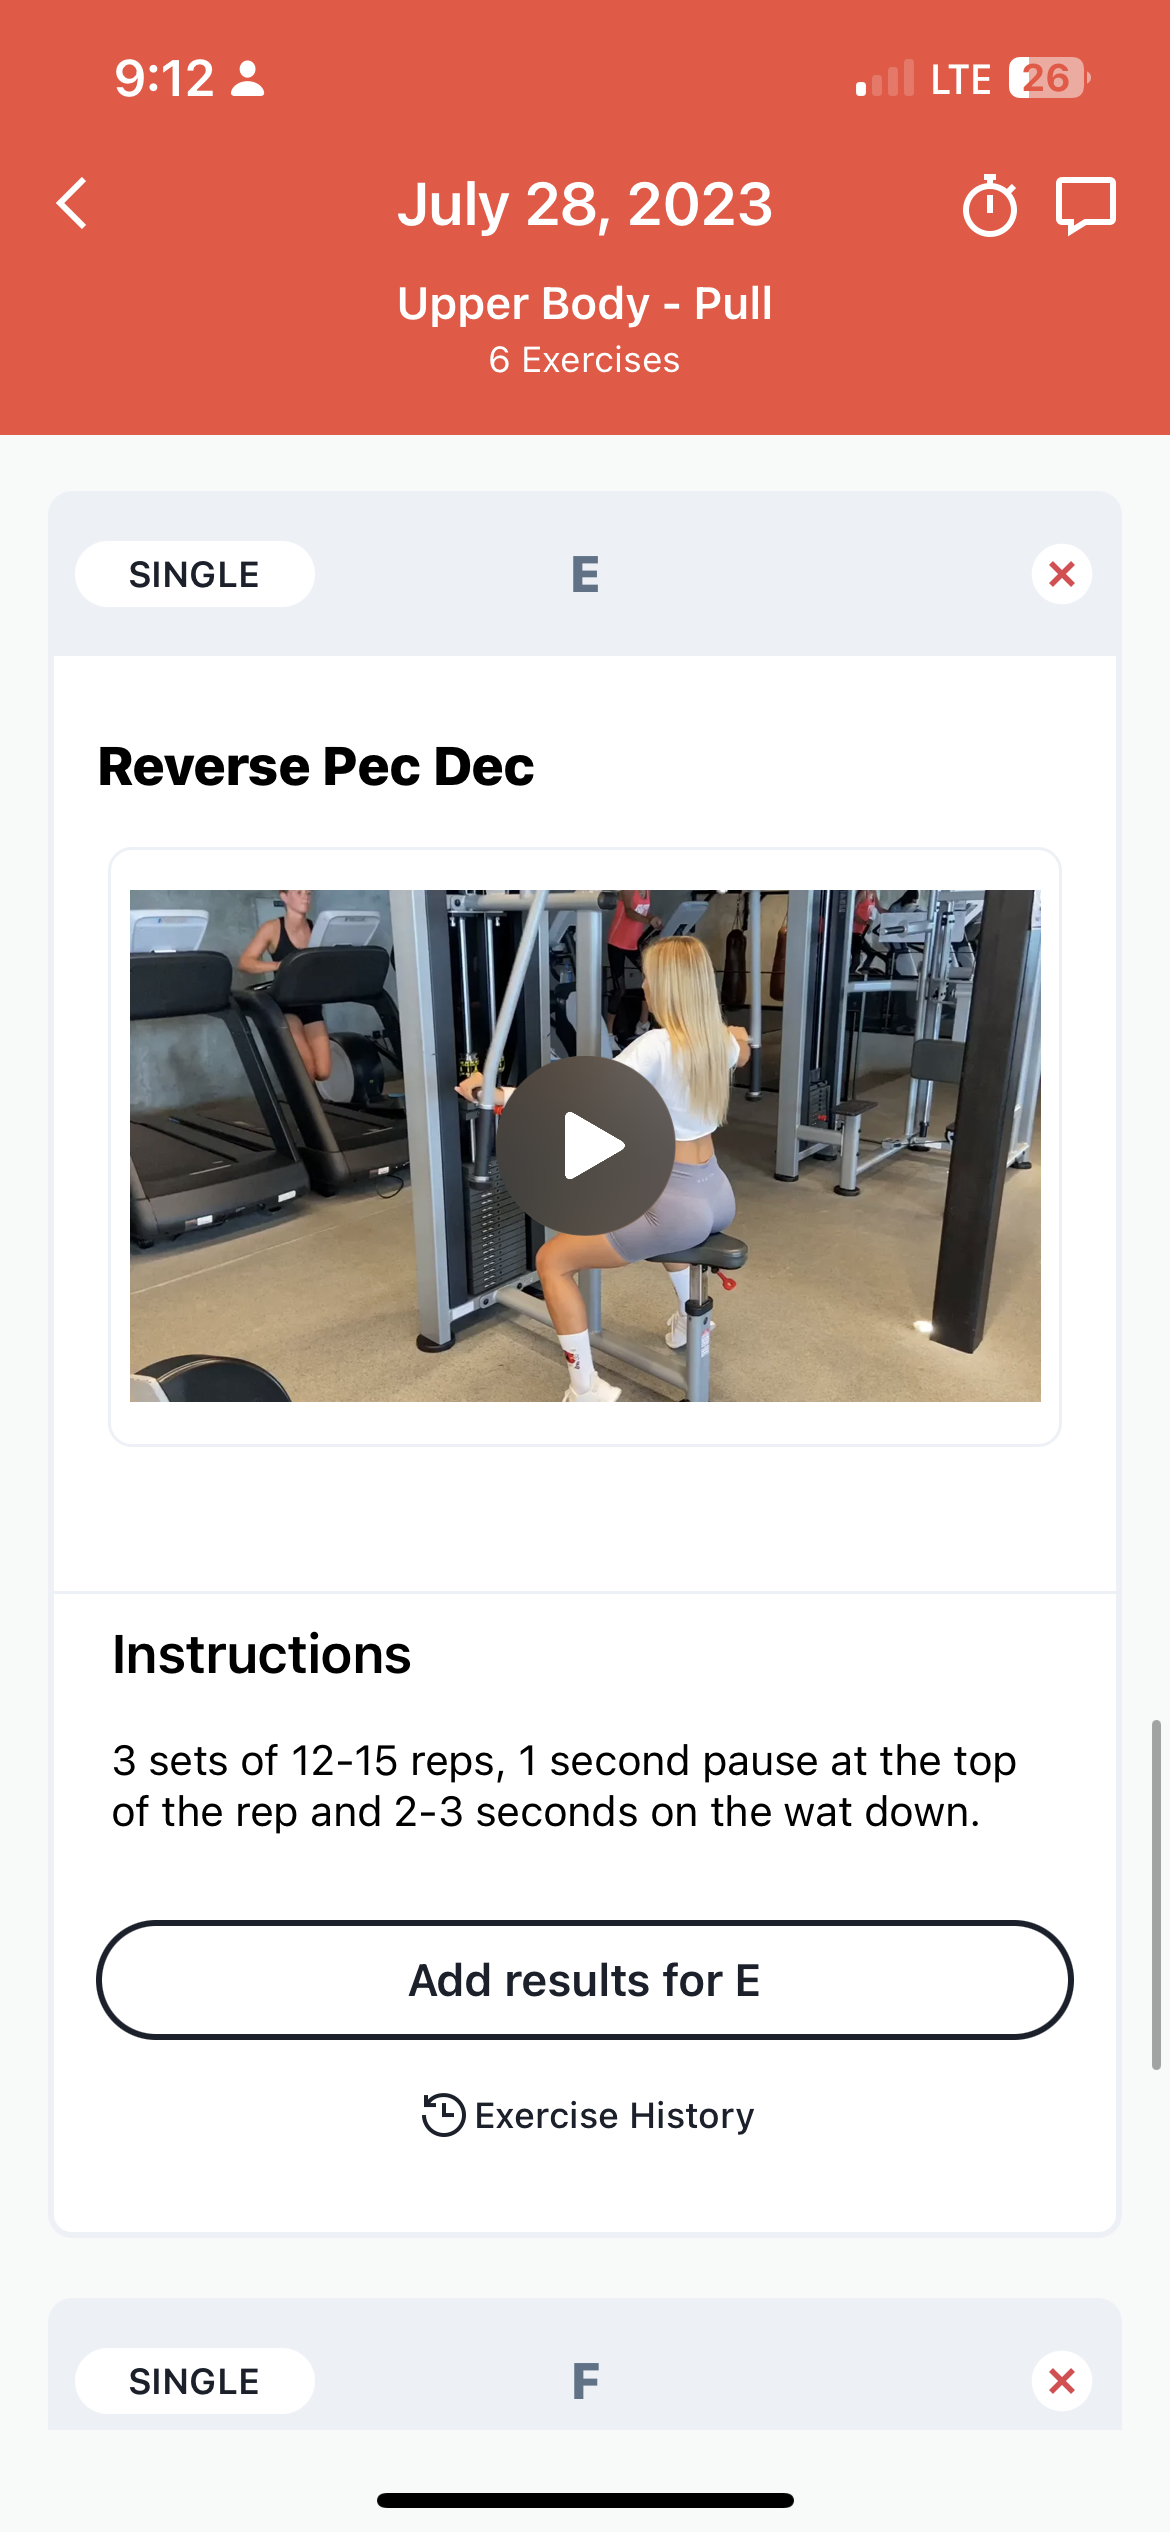 9:12
LTE 26
July 28, 2023
Upper Body - Pull
6 Exercises
SINGLE
E
Reverse Pec Dec
Instructions
3 sets of 12-15 reps, 1 second pause at the top
of the rep and 2-3 seconds on the wat down.
Add results for E
Exercise History
SINGLE
F